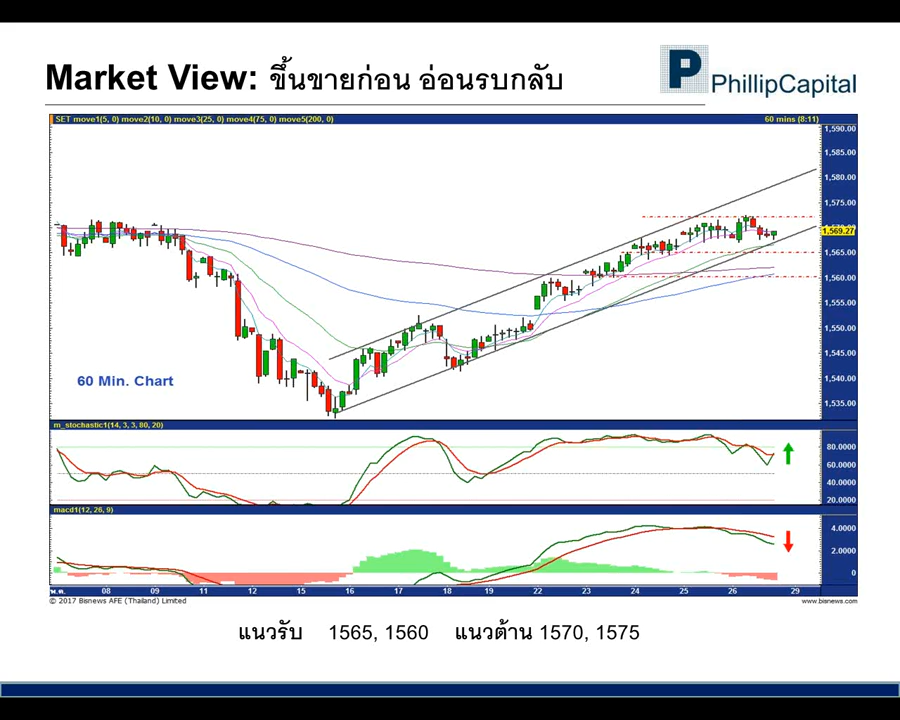 Market View: ขึ้นขายก่อน อ่อนรบกลับ
P PhillipCapital
SET move1(5, 0) move2(10, 0) move3(25, 0) move4(75, 0) move5(200, 0) 60 mins (8:11)
1,590.00
1,585.00
1,580.00
1,575.00
1,569.27
1,565.00
1,560.00
1,555.00
1,550.00
1,545.00
1,540.00
1,535.00
60 Min. Chart
m_stochastic1(14, 3, 3, 80, 20)
80.0000
60.0000
40.0000
20.0000
macd1(12, 26, 9)
4.0000
2.0000
0
พ.ค. 08 09 11 12 15 16 17 18 19 22 23 24 25 26 29
© 2017 Bisnews AFE (Thailand) Limited www.bisnews.com
แนวรับ 1565, 1560 แนวต้าน 1570, 1575